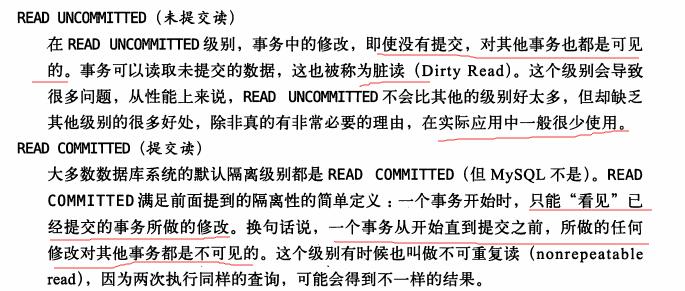 READ UNCOMMITTED（未提交读）
在 READ UNCOMMITTED 级别，事务中的修改，即使没有提交，对其他事务也都是可见
的。事务可以读取未提交的数据，这也被称为脏读（Dirty Read）。这个级别会导致
很多问题，从性能上来说，READ UNCOMMITTED 不会比其他的级别好太多，但却缺乏
其他级别的很多好处，除非真的有非常必要的理由，在实际应用中一般很少使用。
READ COMMITTED（提交读）
大多数数据库系统的默认隔离级别都是 READ COMMITTED（但 MySQL 不是）。READ
COMMITTED 满足前面提到的隔离性的简单定义：一个事务开始时，只能“看见”已
经提交的事务所做的修改。换句话说，一个事务从开始直到提交之前，所做的任何
修改对其他事务都是不可见的。这个级别有时候也叫做不可重复读（nonrepeatable
read），因为两次执行同样的查询，可能会得到不一样的结果。